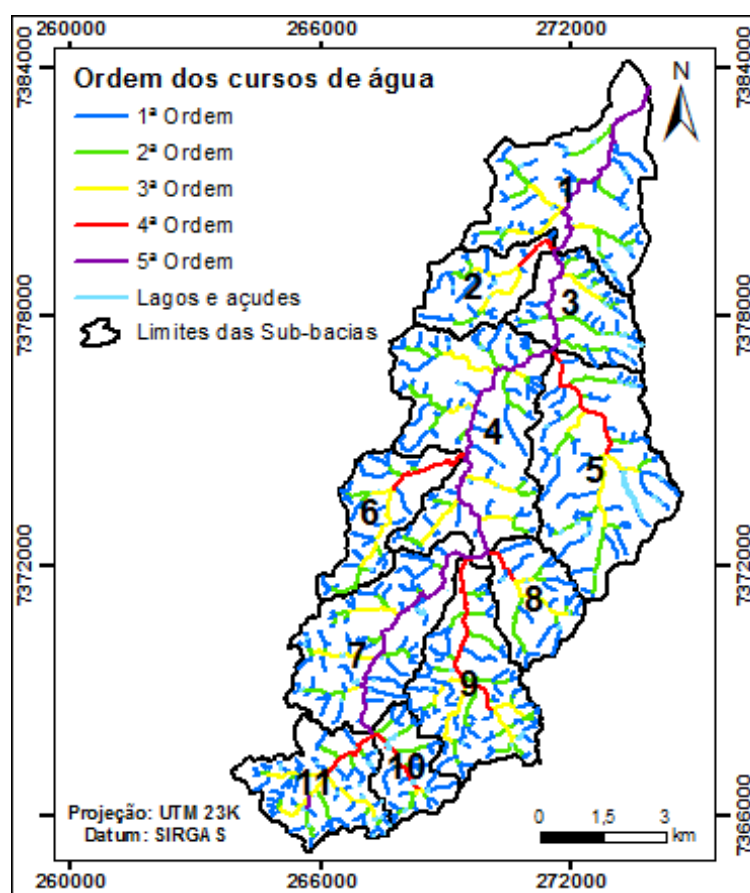 260000 266000 272000
7384000 7384000
Ordem dos cursos de água
N
1ª Ordem
2ª Ordem
3ª Ordem
4ª Ordem
5ª Ordem
Lagos e açudes
Limites das Sub-bacias
1
2
3
7378000 7378000
4
5
6
7372000 7372000
8
7
9
10
11
Projeção: UTM 23K
Datum: SIRGAS
0 1,5 3
km
7366000 7366000
260000 266000 272000